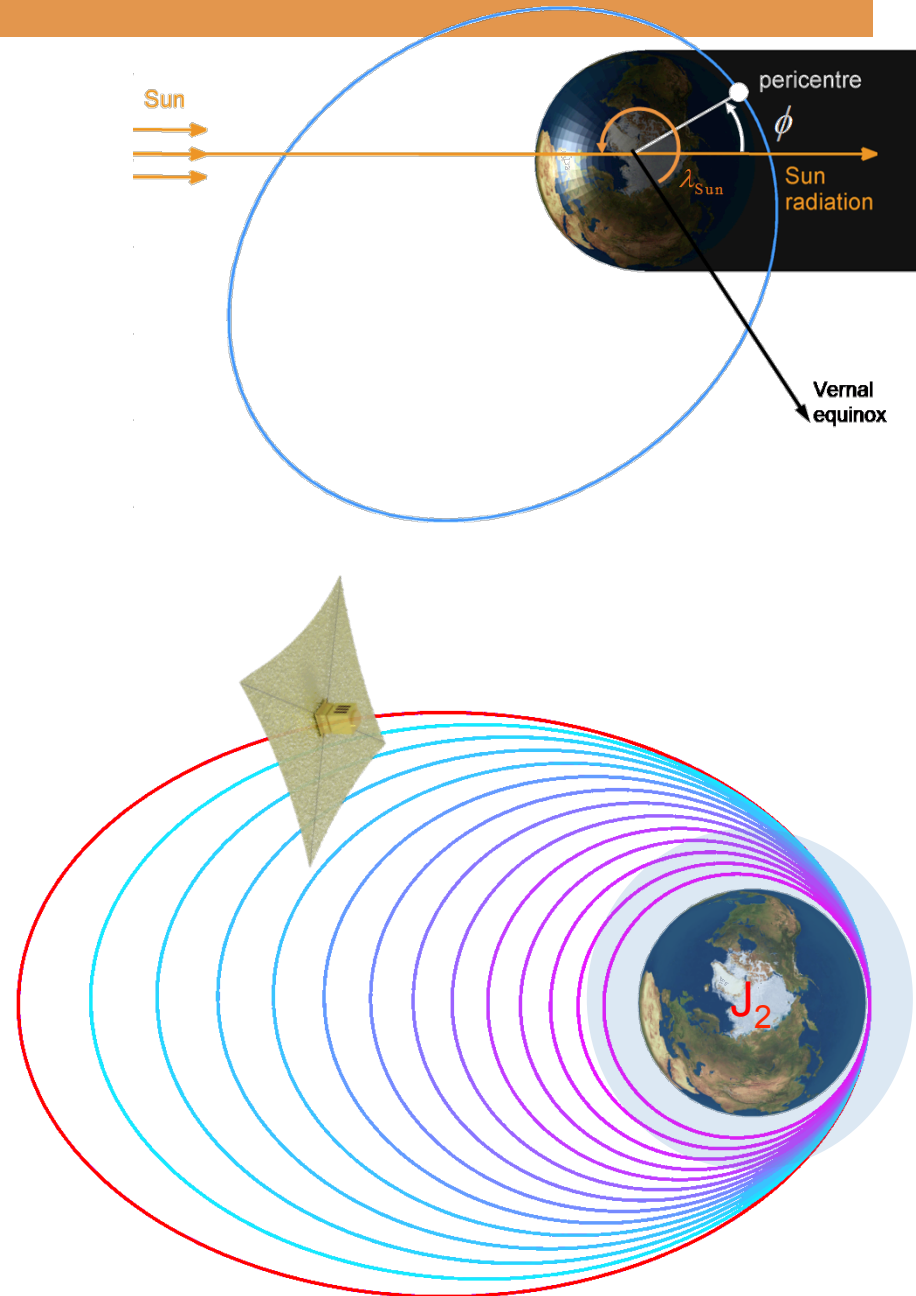 Sun
pericentre
ϕ
λSun
Sun
radiation
Vernal
equinox
J2